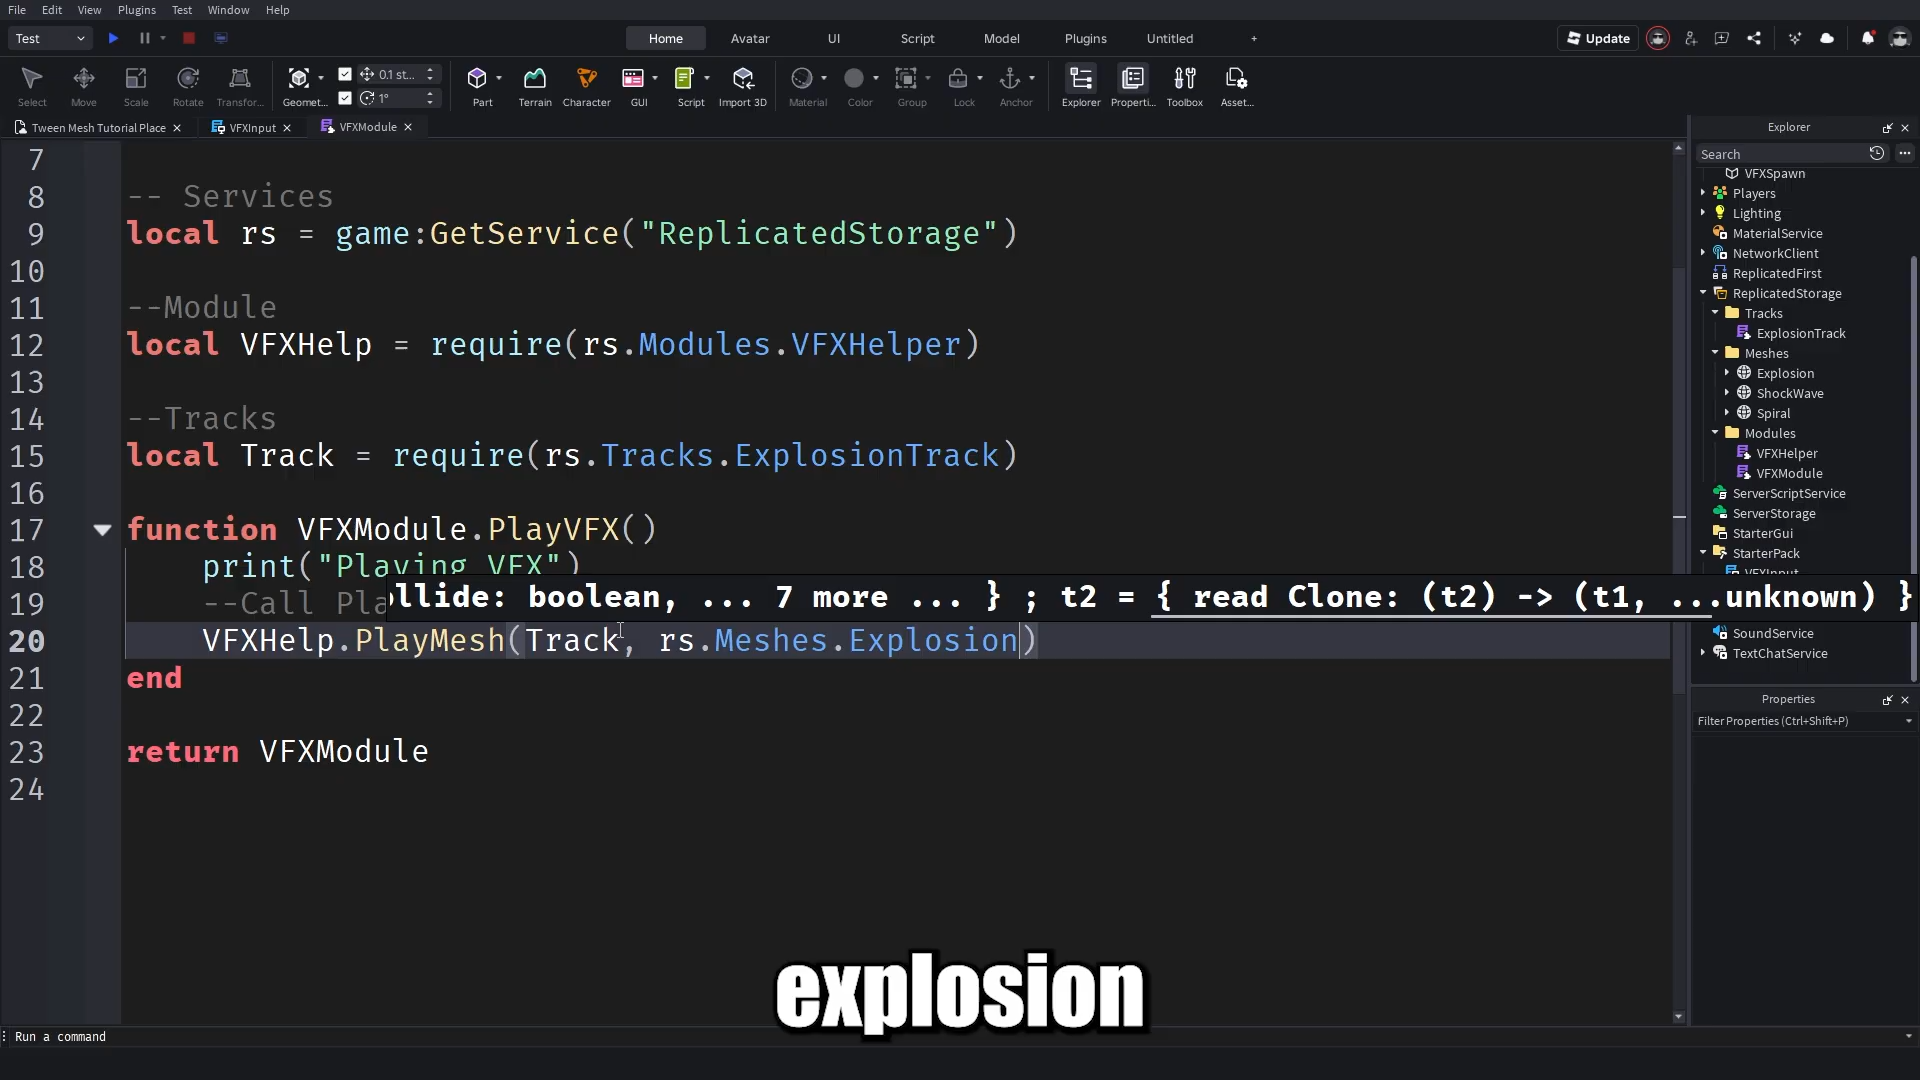 File Edit View Plugins Test Window Help
Test
Home Avatar UI Script Model Plugins Untitled +
Update
Select Move Scale Rotate Transfor... Geomet...
0.1 st...
1°
Part Terrain Character GUI Script Import 3D Material Color Group Lock Anchor Explorer Properti... Toolbox Asset...
Tween Mesh Tutorial Place VFXInput VFXModule
7
8 -- Services
9 local rs = game:GetService("ReplicatedStorage")
10
11 --Module
12 local VFXHelp = require(rs.Modules.VFXHelper)
13
14 --Tracks
15 local Track = require(rs.Tracks.ExplosionTrack)
16
17 function VFXModule.PlayVFX()
18 print("Playing VFX")
19 --Call Pla
ollide: boolean, ... 7 more ... } ; t2 = { read Clone: (t2) -> (t1, ...unknown) }
20 VFXHelp.PlayMesh(Track, rs.Meshes.Explosion)
21 end
22
23 return VFXModule
24
explosion
Run a command
Explorer
Search
VFXSpawn
Players
Lighting
MaterialService
NetworkClient
ReplicatedFirst
ReplicatedStorage
Tracks
ExplosionTrack
Meshes
Explosion
ShockWave
Spiral
Modules
VFXHelper
VFXModule
ServerScriptService
ServerStorage
StarterGui
StarterPack
VFXInput
SoundService
TextChatService
Properties
Filter Properties (Ctrl+Shift+P)